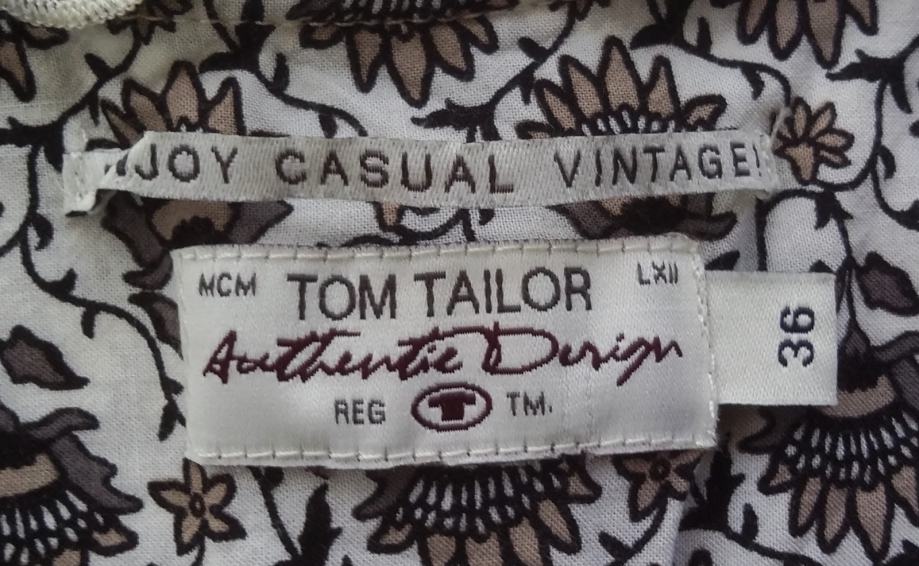 JOY CASUAL VINTAGE!
MCM TOM TAILOR LXII
Authentic Design
REG TM.
36